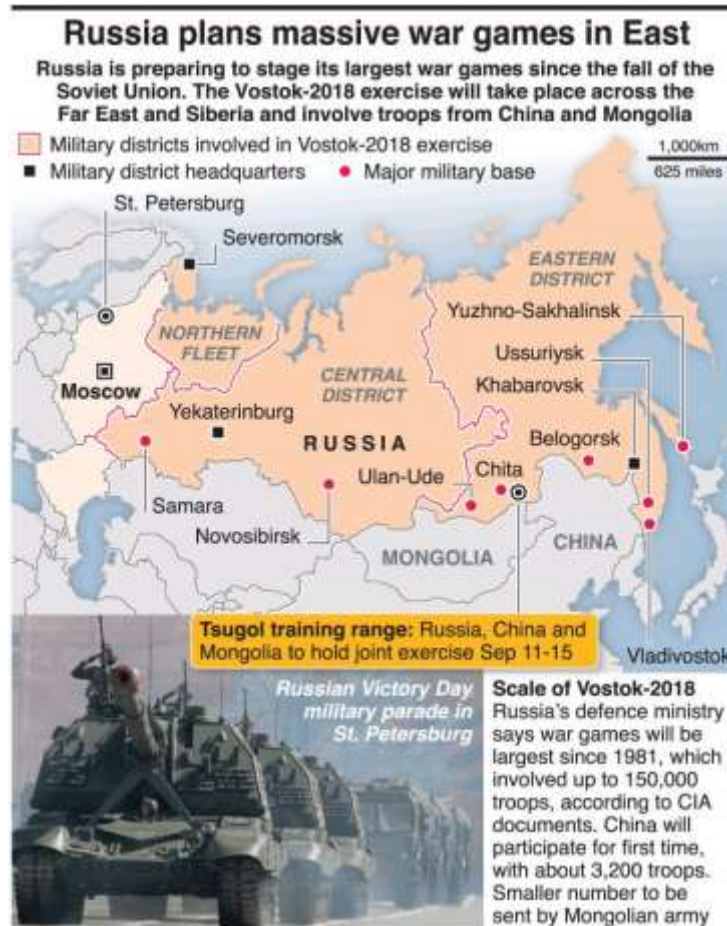 Russia plans massive war games in East
Russia is preparing to stage its largest war games since the fall of the
Soviet Union. The Vostok-2018 exercise will take place across the
Far East and Siberia and involve troops from China and Mongolia
Military districts involved in Vostok-2018 exercise
1,000km
625 miles
Military district headquarters
Major military base
St. Petersburg
Severomorsk
EASTERN
DISTRICT
Yuzhno-Sakhalinsk
NORTHERN
FLEET
Ussuriysk
CENTRAL
DISTRICT
Khabarovsk
Moscow
Yekaterinburg
RUSSIA
Belogorsk
Ulan-Ude
Chita
Samara
Novosibirsk
MONGOLIA
CHINA
Tsugol training range: Russia, China and
Mongolia to hold joint exercise Sep 11-15
Vladivostok
Russian Victory Day
military parade in
St. Petersburg
Scale of Vostok-2018
Russia's defence ministry
says war games will be
largest since 1981, which
involved up to 150,000
troops, according to CIA
documents. China will
participate for first time,
with about 3,200 troops.
Smaller number to be
sent by Mongolian army